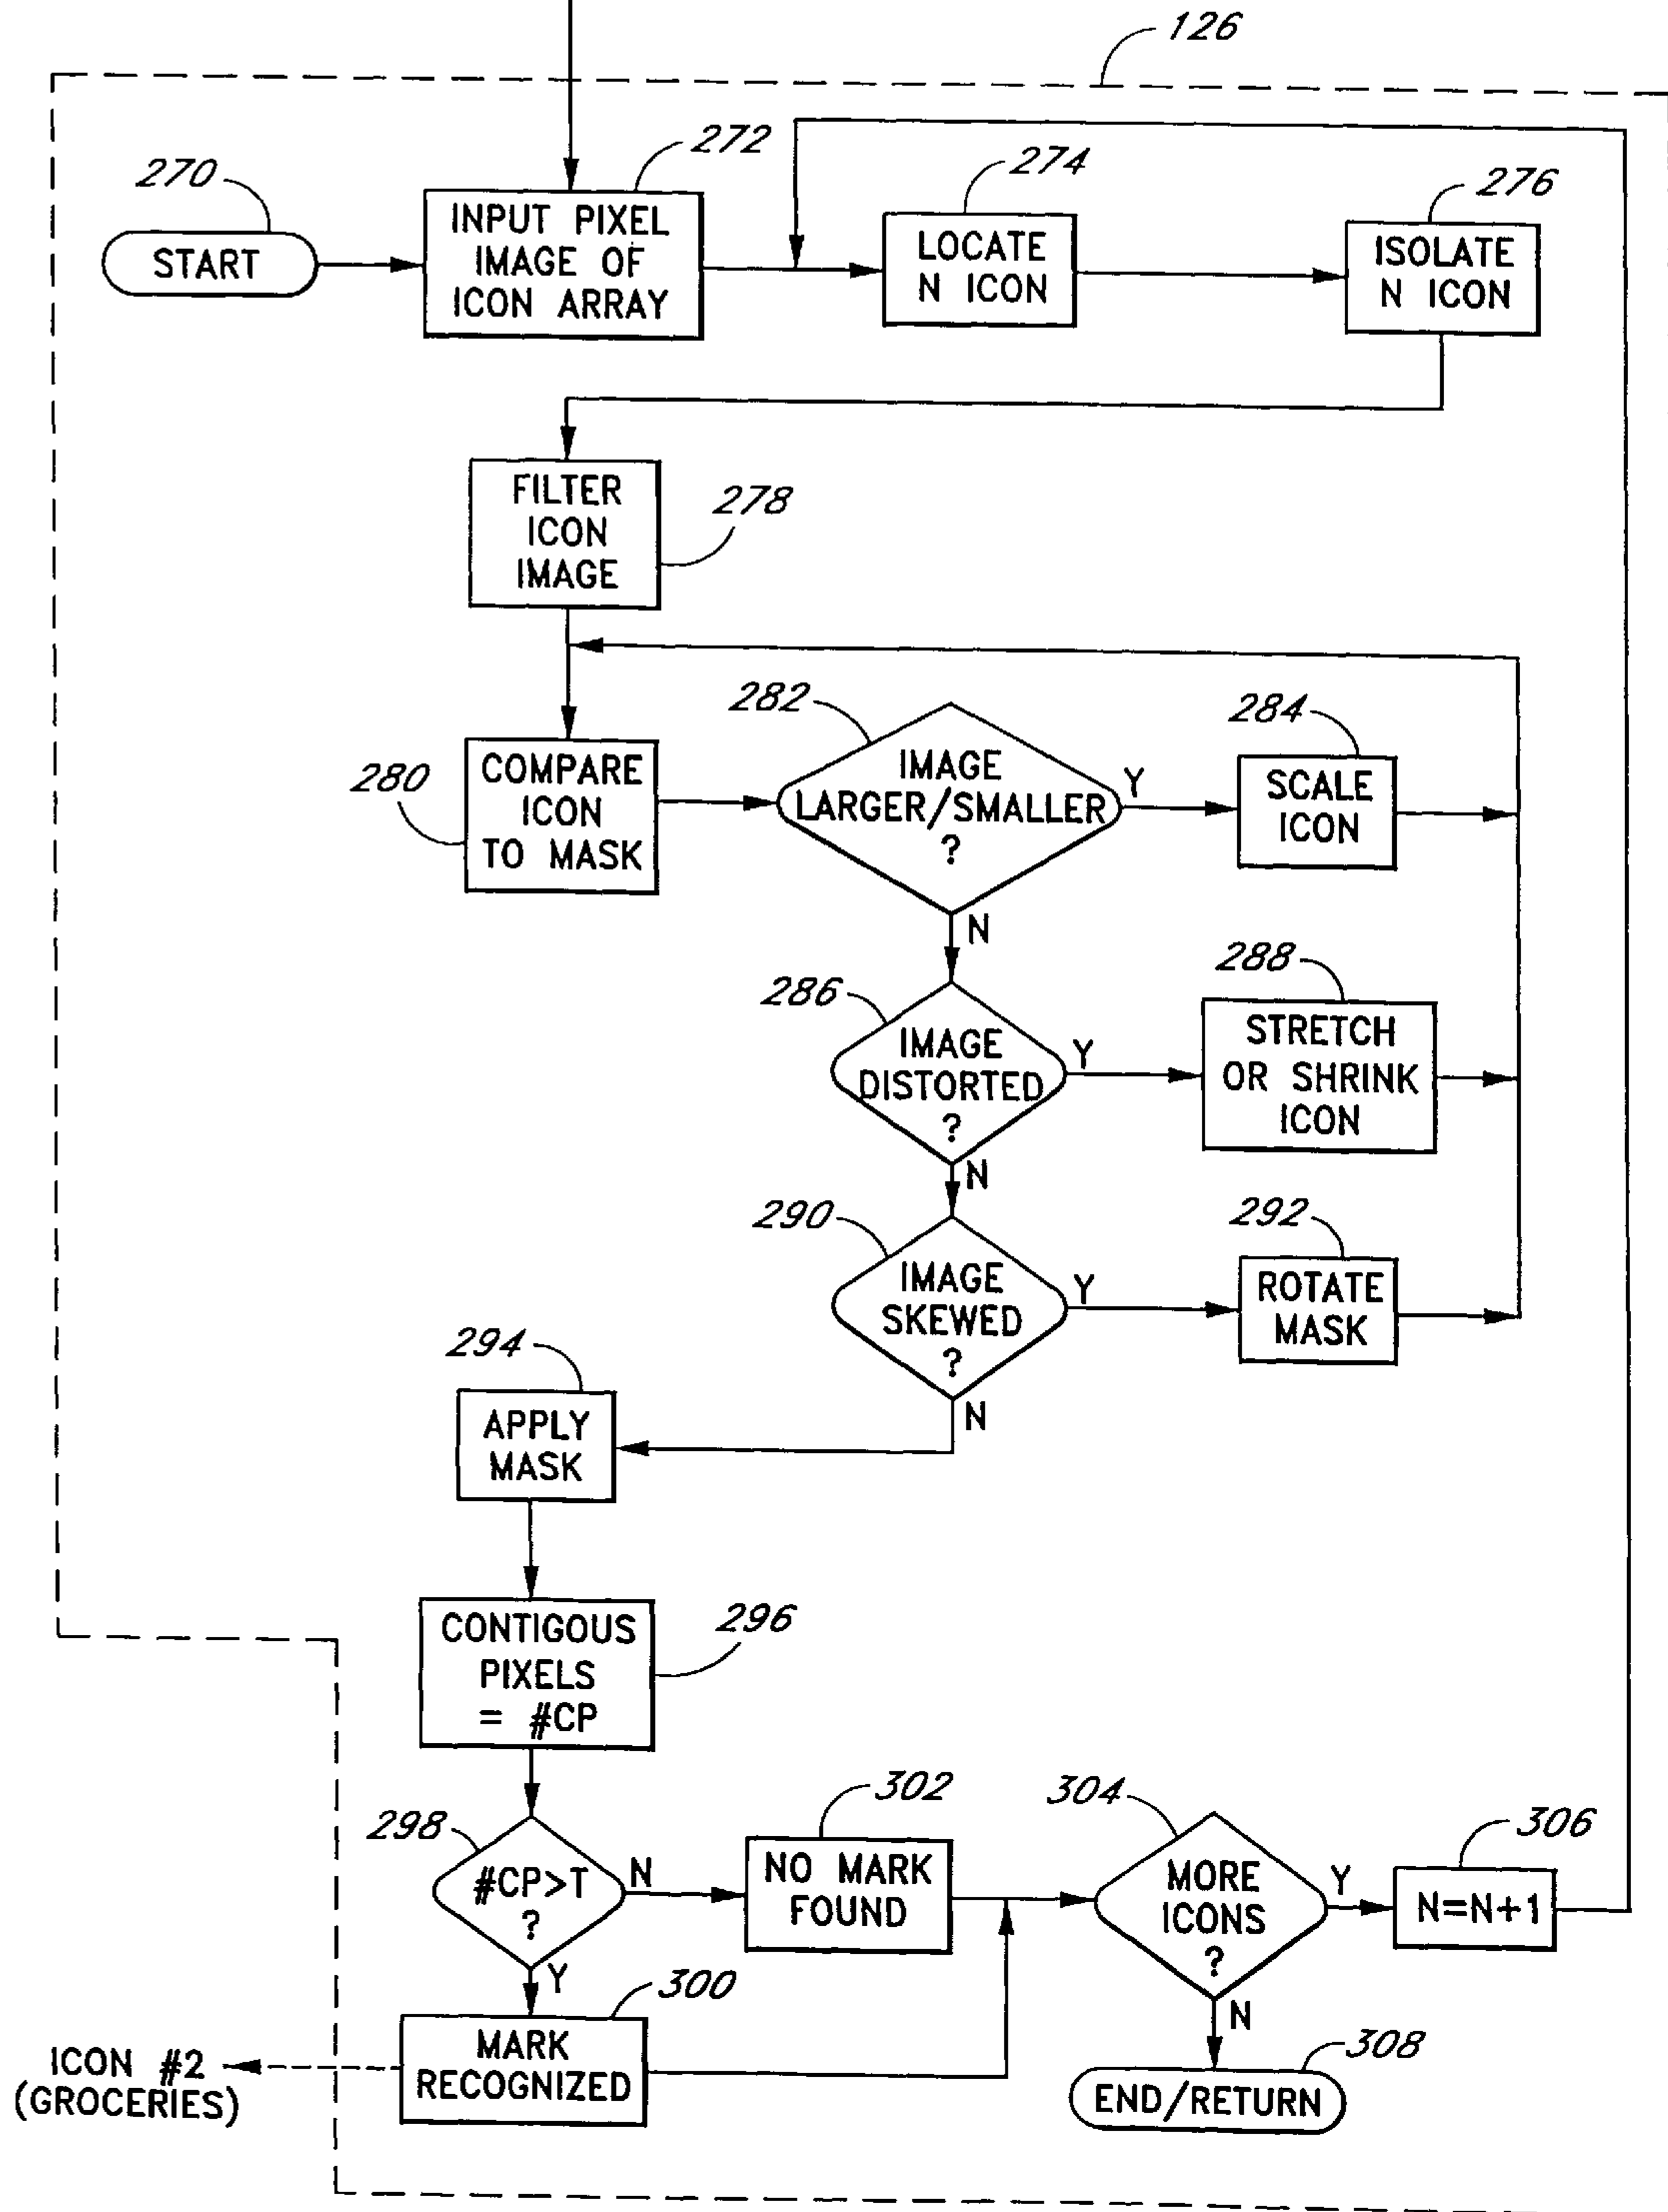 126
270
START
272
INPUT PIXEL
IMAGE OF
ICON ARRAY
274
LOCATE
N ICON
276
ISOLATE
N ICON
278
FILTER
ICON
IMAGE
280
COMPARE
ICON
TO MASK
282
IMAGE
LARGER/SMALLER
?
Y
N
284
SCALE
ICON
286
IMAGE
DISTORTED
?
Y
N
288
STRETCH
OR SHRINK
ICON
290
IMAGE
SKEWED
?
Y
N
292
ROTATE
MASK
294
APPLY
MASK
296
CONTIGOUS
PIXELS
= #CP
298
#CP>T
?
N
Y
302
NO MARK
FOUND
304
MORE
ICONS
?
Y
N
306
N=N+1
300
MARK
RECOGNIZED
ICON #2
(GROCERIES)
308
END/RETURN